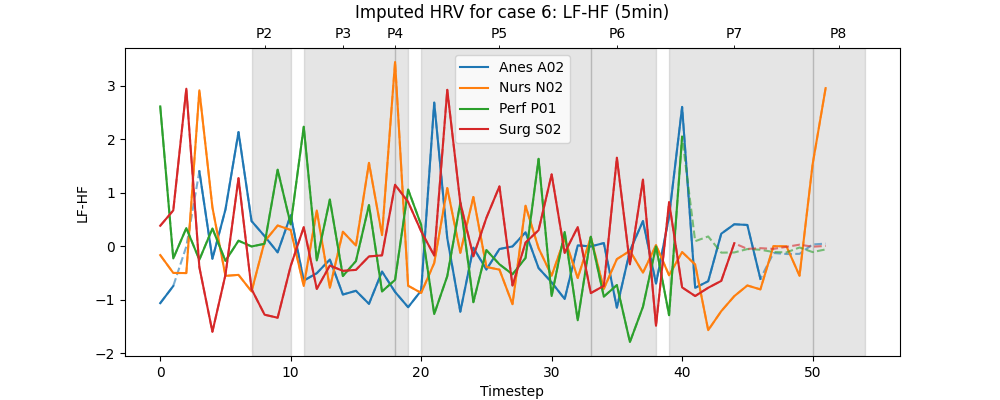 Imputed HRV for case 6: LF-HF (5min)
P2 P3 P4 P5 P6 P7 P8
Anes A02
Nurs N02
Perf P01
Surg S02
3
2
1
0
−1
−2
LF-HF
0 10 20 30 40 50
Timestep